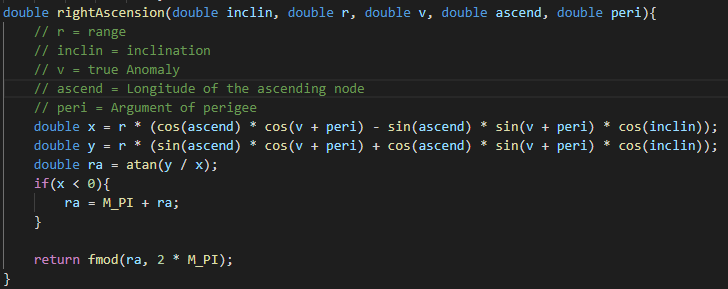 double rightAscension(double inclin, double r, double v, double ascend, double peri){
// r = range
// inclin = inclination
// v = true Anomaly
// ascend = Longitude of the ascending node
// peri = Argument of perigee
double x = r * (cos(ascend) * cos(v + peri) - sin(ascend) * sin(v + peri) * cos(inclin));
double y = r * (sin(ascend) * cos(v + peri) + cos(ascend) * sin(v + peri) * cos(inclin));
double ra = atan(y / x);
if(x < 0){
ra = M_PI + ra;
}
return fmod(ra, 2 * M_PI);
}